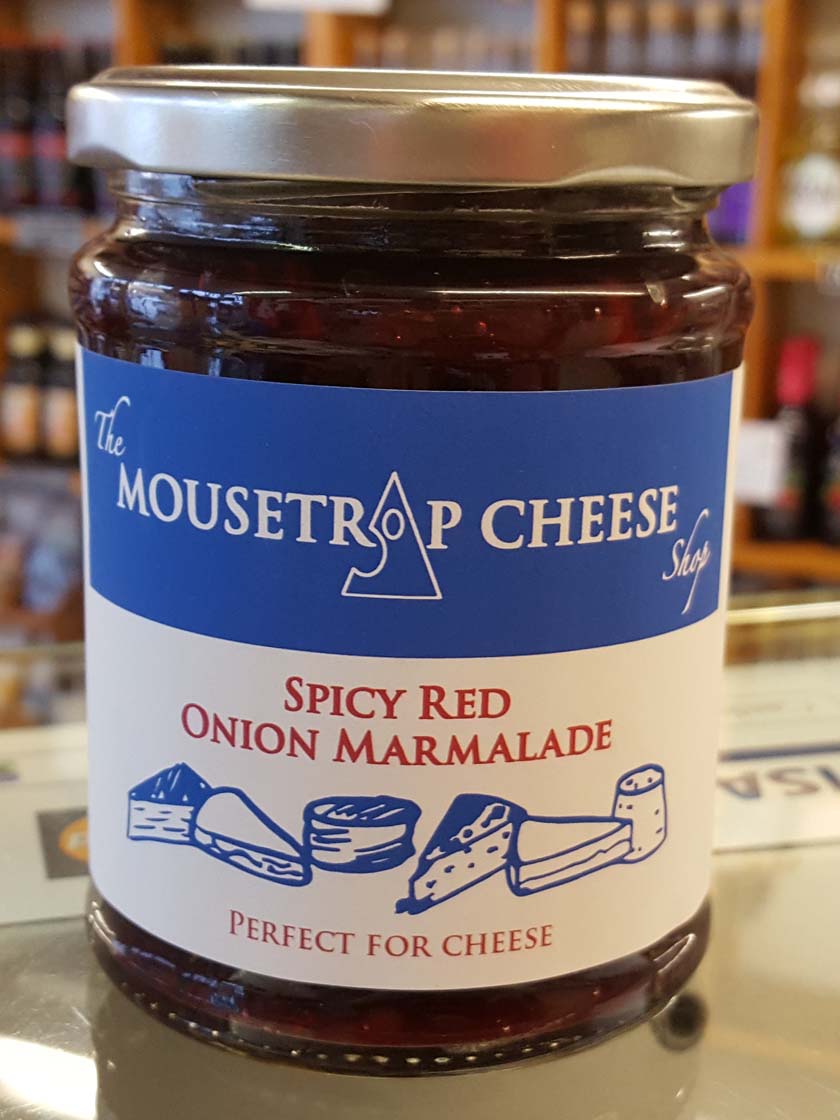 The
MOUSETRAP CHEESE
Shop
SPICY RED
ONION MARMALADE
PERFECT FOR CHEESE